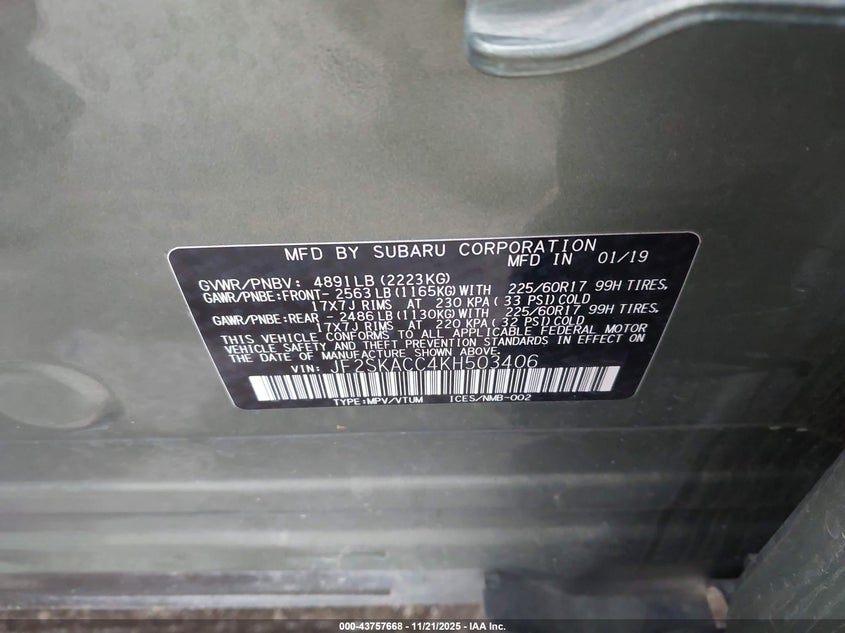 MFD BY SUBARU CORPORATION
MFD IN 01/19
GVWR/PNBV: 4891LB (2223KG)
GAWR/PNBE:FRONT- 2563LB (1165KG) WITH 225/60R17 99H TIRES,
17X7J RIMS AT 230 KPA ( 33 PSI) COLD
GAWR/PNBE:REAR - 2486LB (1130KG) WITH 225/60R17 99H TIRES,
17X7J RIMS AT 220 KPA ( 32 PSI) COLD
THIS VEHICLE CONFORMS TO ALL APPLICABLE FEDERAL MOTOR
VEHICLE SAFETY AND THEFT PREVENTION STANDARDS IN EFFECT ON
THE DATE OF MANUFACTURE SHOWN ABOVE.
VIN: JF2SKACC4KH503406
TYPE:MPV/VTUM ICES/NMB-002
000-43757668 - 11/21/2025 - IAA Inc.